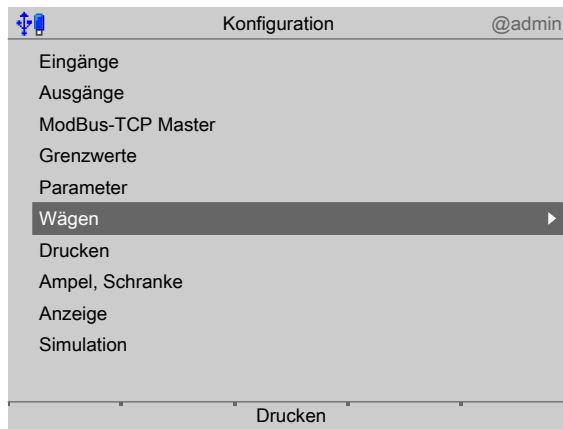 Konfiguration @admin
Eingänge
Ausgänge
ModBus-TCP Master
Grenzwerte
Parameter
Wägen
Drucken
Ampel, Schranke
Anzeige
Simulation
Drucken